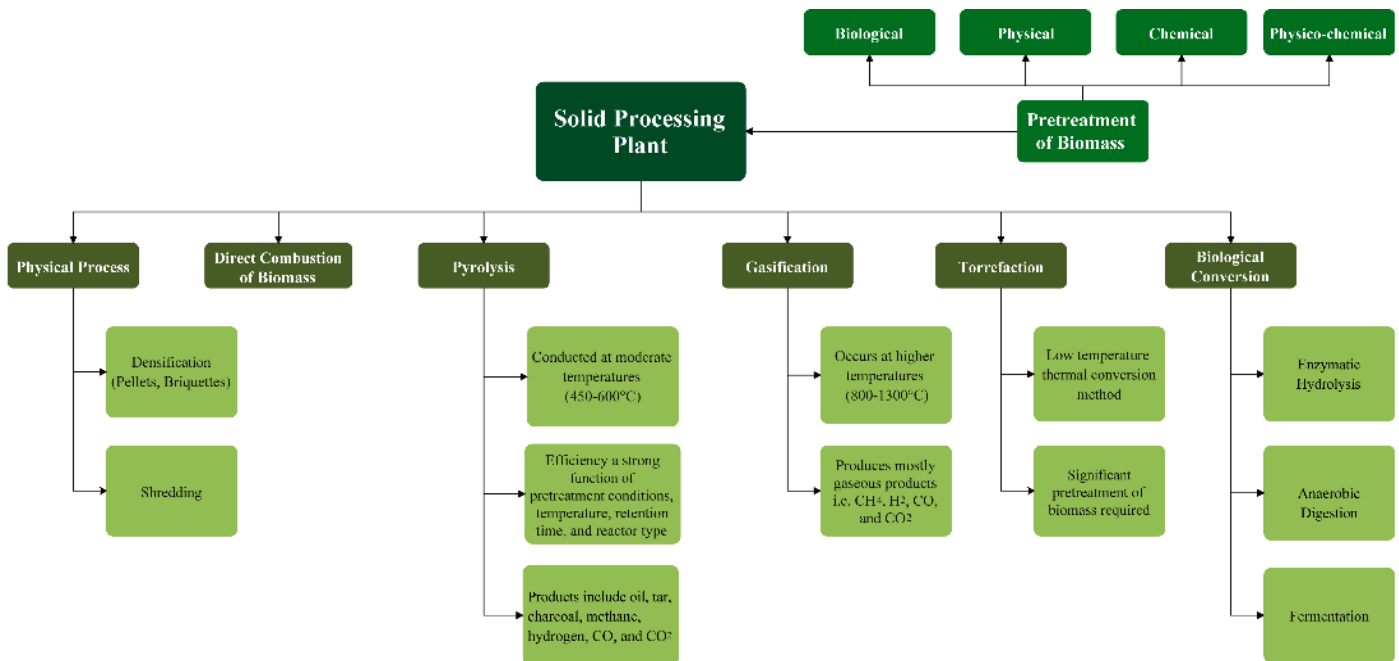 Biological
Physical
Chemical
Physico-chemical
Solid Processing
Plant
Pretreatment
of Biomass
Physical Process
Direct Combustion
of Biomass
Pyrolysis
Gasification
Torrefaction
Biological
Conversion
Densification
(Pellets, Briquettes)
Shredding
Conducted at moderate
temperatures
(450-600°C)
Efficiency a strong
function of
pretreatment conditions,
temperature, retention
time, and reactor type
Products include oil, tar,
charcoal, methane,
hydrogen, CO, and CO²
Occurs at higher
temperatures
(800-1300°C)
Produces mostly
gaseous products
i.e. CH⁴, H², CO,
and CO²
Low temperature
thermal conversion
method
Significant
pretreatment of
biomass required
Enzymatic
Hydrolysis
Anaerobic
Digestion
Fermentation